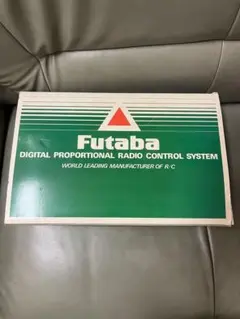 Futaba
DIGITAL PROPORTIONAL RADIO CONTROL SYSTEM
WORLD LEADING MANUFACTURER OF R/C